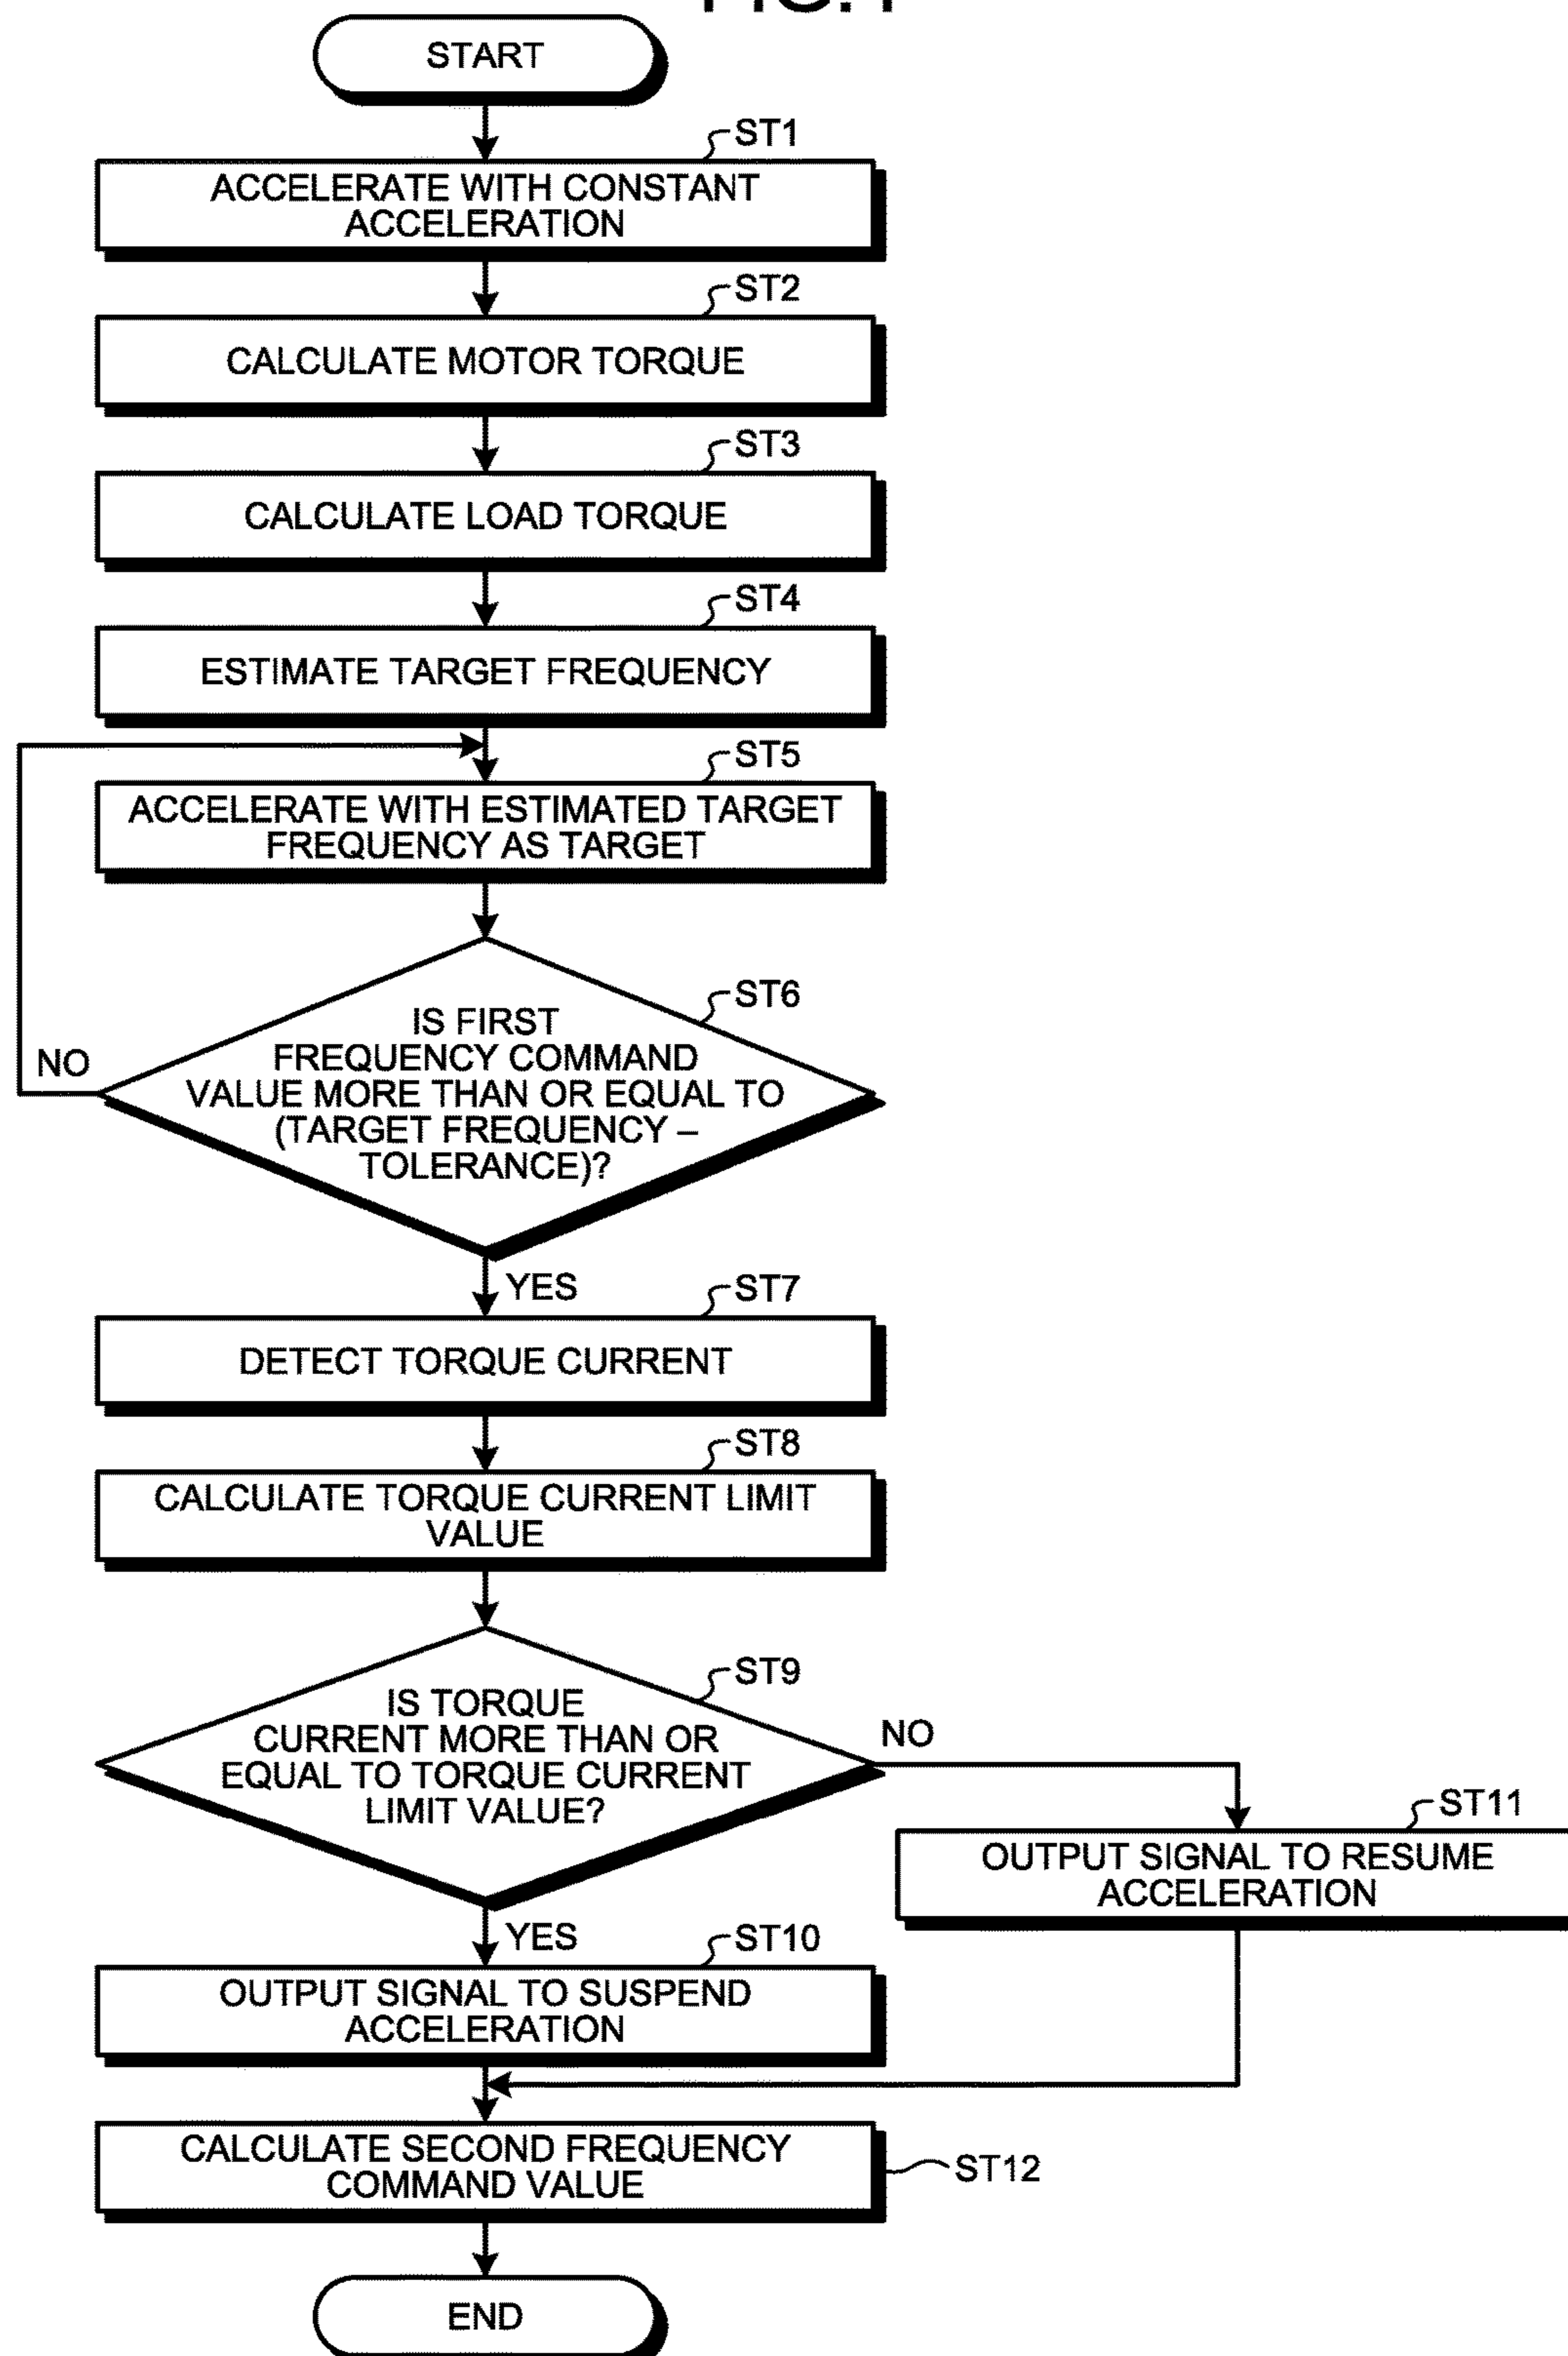 START
ST1
ACCELERATE WITH CONSTANT
ACCELERATION
ST2
CALCULATE MOTOR TORQUE
ST3
CALCULATE LOAD TORQUE
ST4
ESTIMATE TARGET FREQUENCY
ST5
ACCELERATE WITH ESTIMATED TARGET
FREQUENCY AS TARGET
ST6
IS FIRST
FREQUENCY COMMAND
VALUE MORE THAN OR EQUAL TO
(TARGET FREQUENCY –
TOLERANCE)?
NO
YES
ST7
DETECT TORQUE CURRENT
ST8
CALCULATE TORQUE CURRENT LIMIT
VALUE
ST9
IS TORQUE
CURRENT MORE THAN OR
EQUAL TO TORQUE CURRENT
LIMIT VALUE?
NO
ST11
OUTPUT SIGNAL TO RESUME
ACCELERATION
YES
ST10
OUTPUT SIGNAL TO SUSPEND
ACCELERATION
CALCULATE SECOND FREQUENCY
COMMAND VALUE
ST12
END